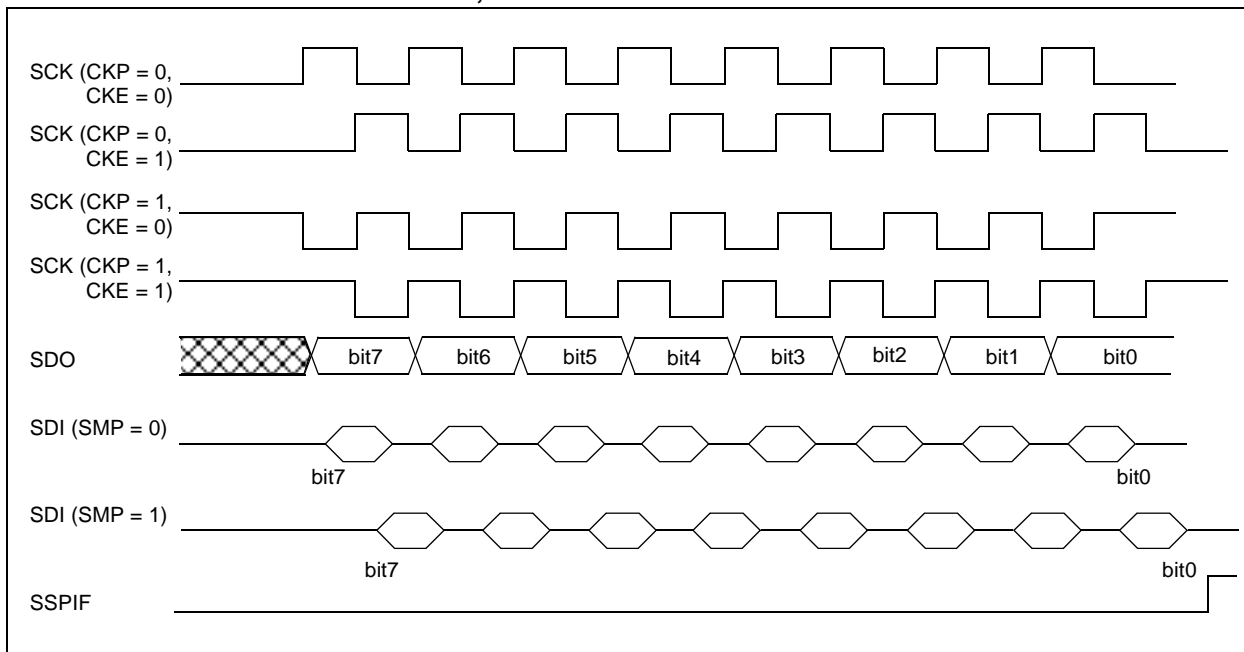 SCK (CKP = 0,
CKE = 0)
SCK (CKP = 0,
CKE = 1)
SCK (CKP = 1,
CKE = 0)
SCK (CKP = 1,
CKE = 1)
SDO
bit7 bit6 bit5 bit4 bit3 bit2 bit1 bit0
SDI (SMP = 0)
bit7 bit0
SDI (SMP = 1)
bit7 bit0
SSPIF